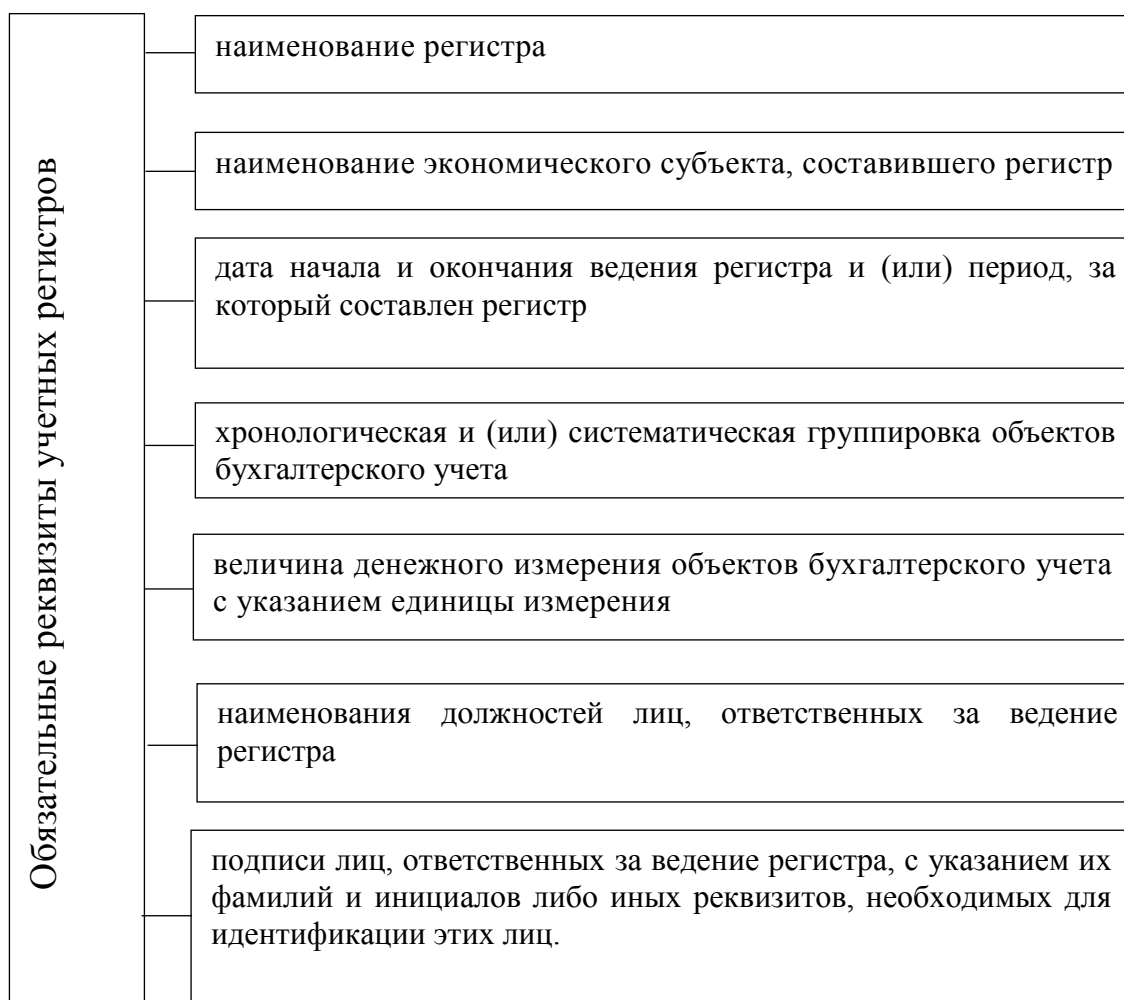 Обязательные реквизиты учетных регистров
наименование регистра
наименование экономического субъекта, составившего регистр
дата начала и окончания ведения регистра и (или) период, за
который составлен регистр
хронологическая и (или) систематическая группировка объектов
бухгалтерского учета
величина денежного измерения объектов бухгалтерского учета
с указанием единицы измерения
наименования должностей лиц, ответственных за ведение
регистра
подписи лиц, ответственных за ведение регистра, с указанием их
фамилий и инициалов либо иных реквизитов, необходимых для
идентификации этих лиц.